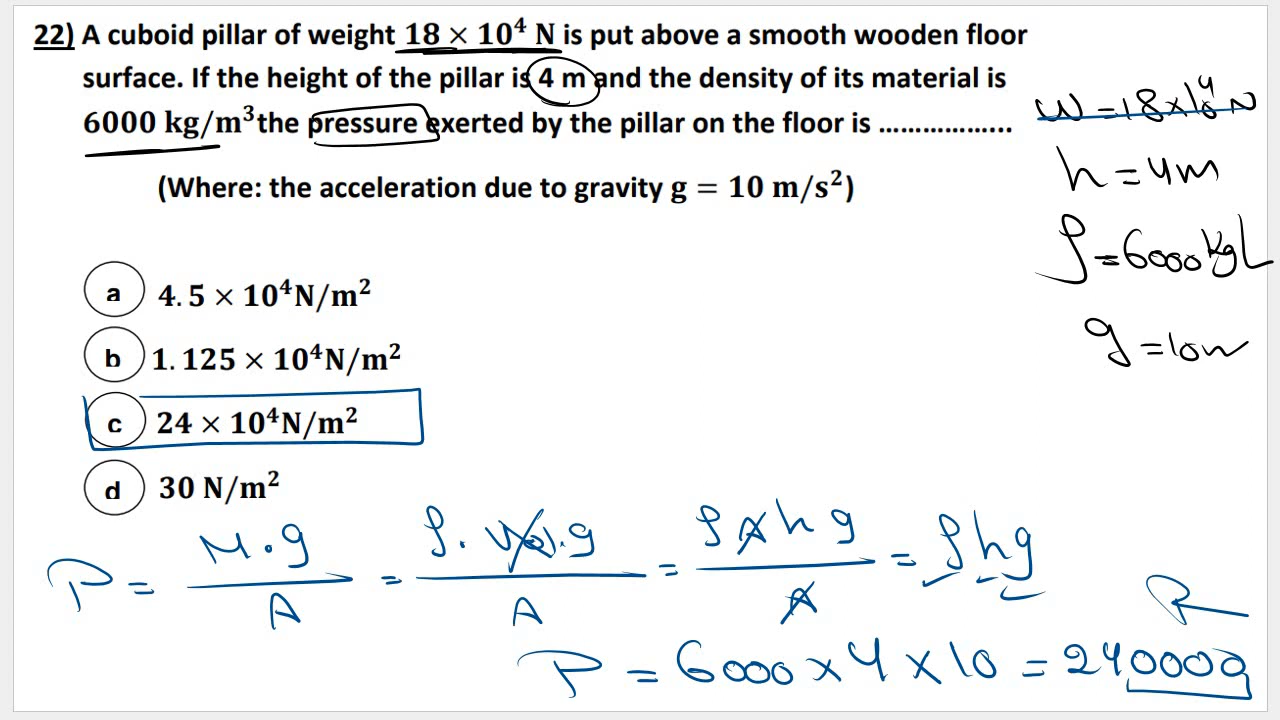 22) A cuboid pillar of weight 18 × 10⁴ N is put above a smooth wooden floor
surface. If the height of the pillar is 4 m and the density of its material is
6000 kg/m³ the pressure exerted by the pillar on the floor is ..................
(Where: the acceleration due to gravity g = 10 m/s²)
W = 18 × 10⁴ N
h = 4m
ρ = 6000 kg
g = 10
a 4.5 × 10⁴ N/m²
b 1.125 × 10⁴ N/m²
c 24 × 10⁴ N/m²
d 30 N/m²
P = M.g / A = ρ. Vol.g / A = ρ A h g / A = ρ h g
P = 6000 × 4 × 10 = 240000